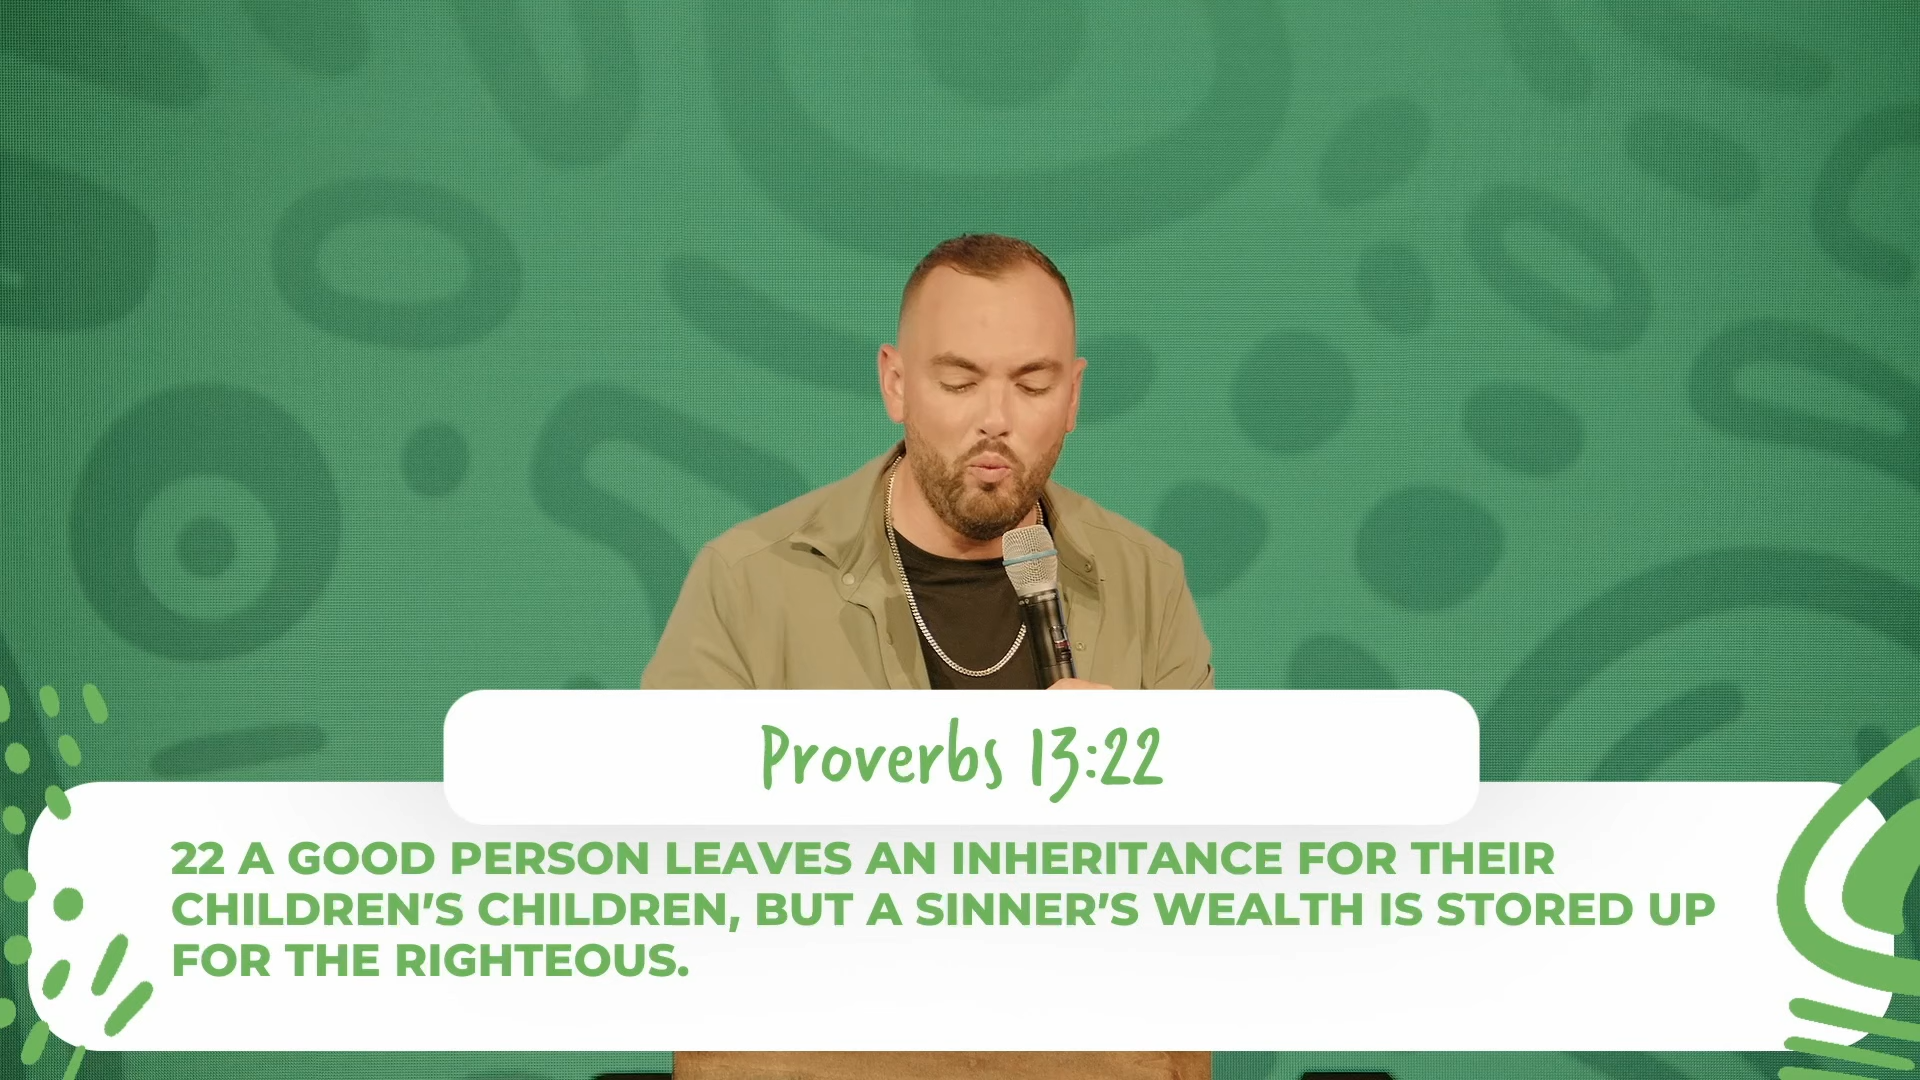 Proverbs 13:22
22 A GOOD PERSON LEAVES AN INHERITANCE FOR THEIR
CHILDREN’S CHILDREN, BUT A SINNER’S WEALTH IS STORED UP
FOR THE RIGHTEOUS.